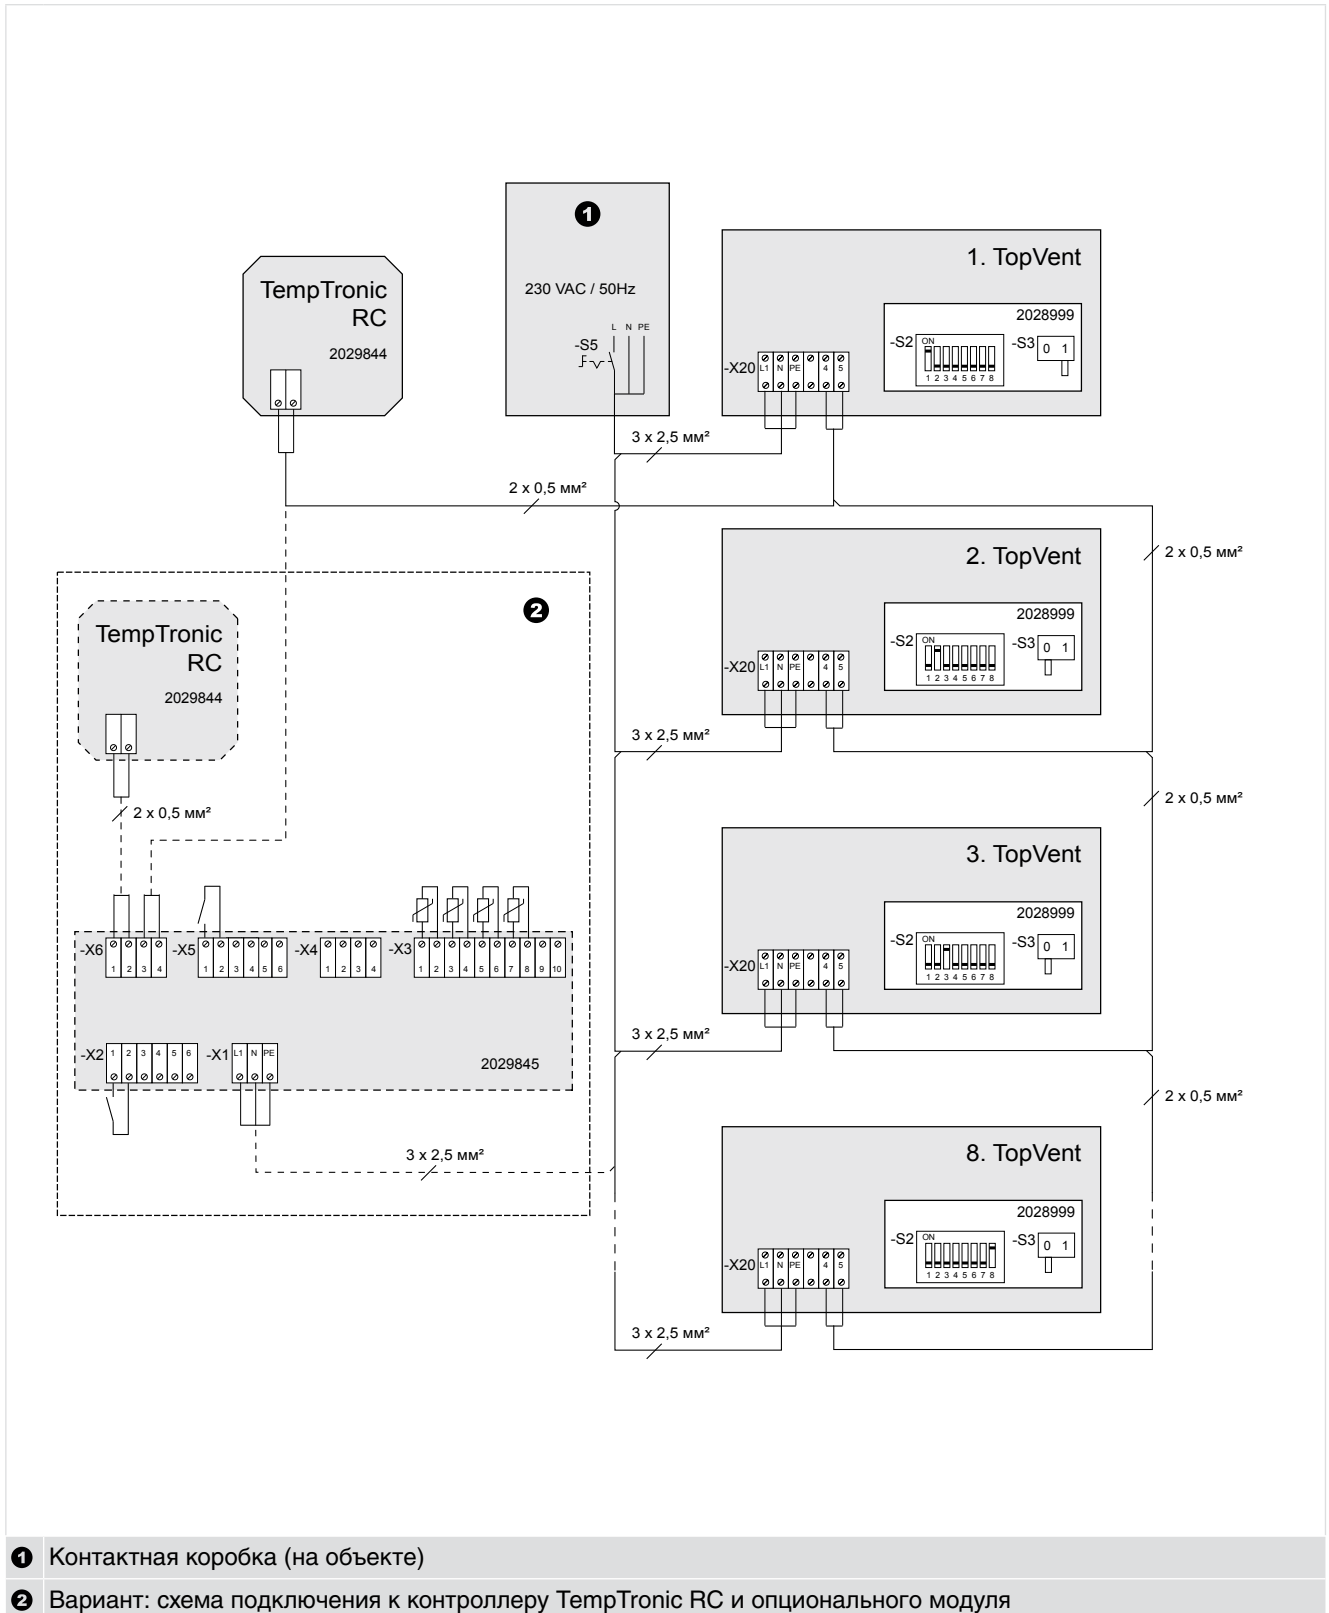 ❶
230 VAC / 50Hz
L N PE
-S5
TempTronic
RC
2029844
1. TopVent
2028999
-S2
ON
1 2 3 4 5 6 7 8
-S3
0 1
-X20
L1 N PE 4 5
3 x 2,5 мм²
2 x 0,5 мм²
2. TopVent
2028999
-S2
ON
1 2 3 4 5 6 7 8
-S3
0 1
-X20
L1 N PE 4 5
2 x 0,5 мм²
3 x 2,5 мм²
❷
TempTronic
RC
2029844
2 x 0,5 мм²
2 x 0,5 мм²
3. TopVent
2028999
-S2
ON
1 2 3 4 5 6 7 8
-S3
0 1
-X20
L1 N PE 4 5
3 x 2,5 мм²
-X6
1 2 3 4
-X5
1 2 3 4 5 6
-X4
1 2 3 4
-X3
1 2 3 4 5 6 7 8 9 10
-X2
1 2 3 4 5 6
-X1
L1 N PE
2029845
3 x 2,5 мм²
2 x 0,5 мм²
8. TopVent
2028999
-S2
ON
1 2 3 4 5 6 7 8
-S3
0 1
-X20
L1 N PE 4 5
3 x 2,5 мм²
❶ Контактная коробка (на объекте)
❷ Вариант: схема подключения к контроллеру TempTronic RC и опционального модуля